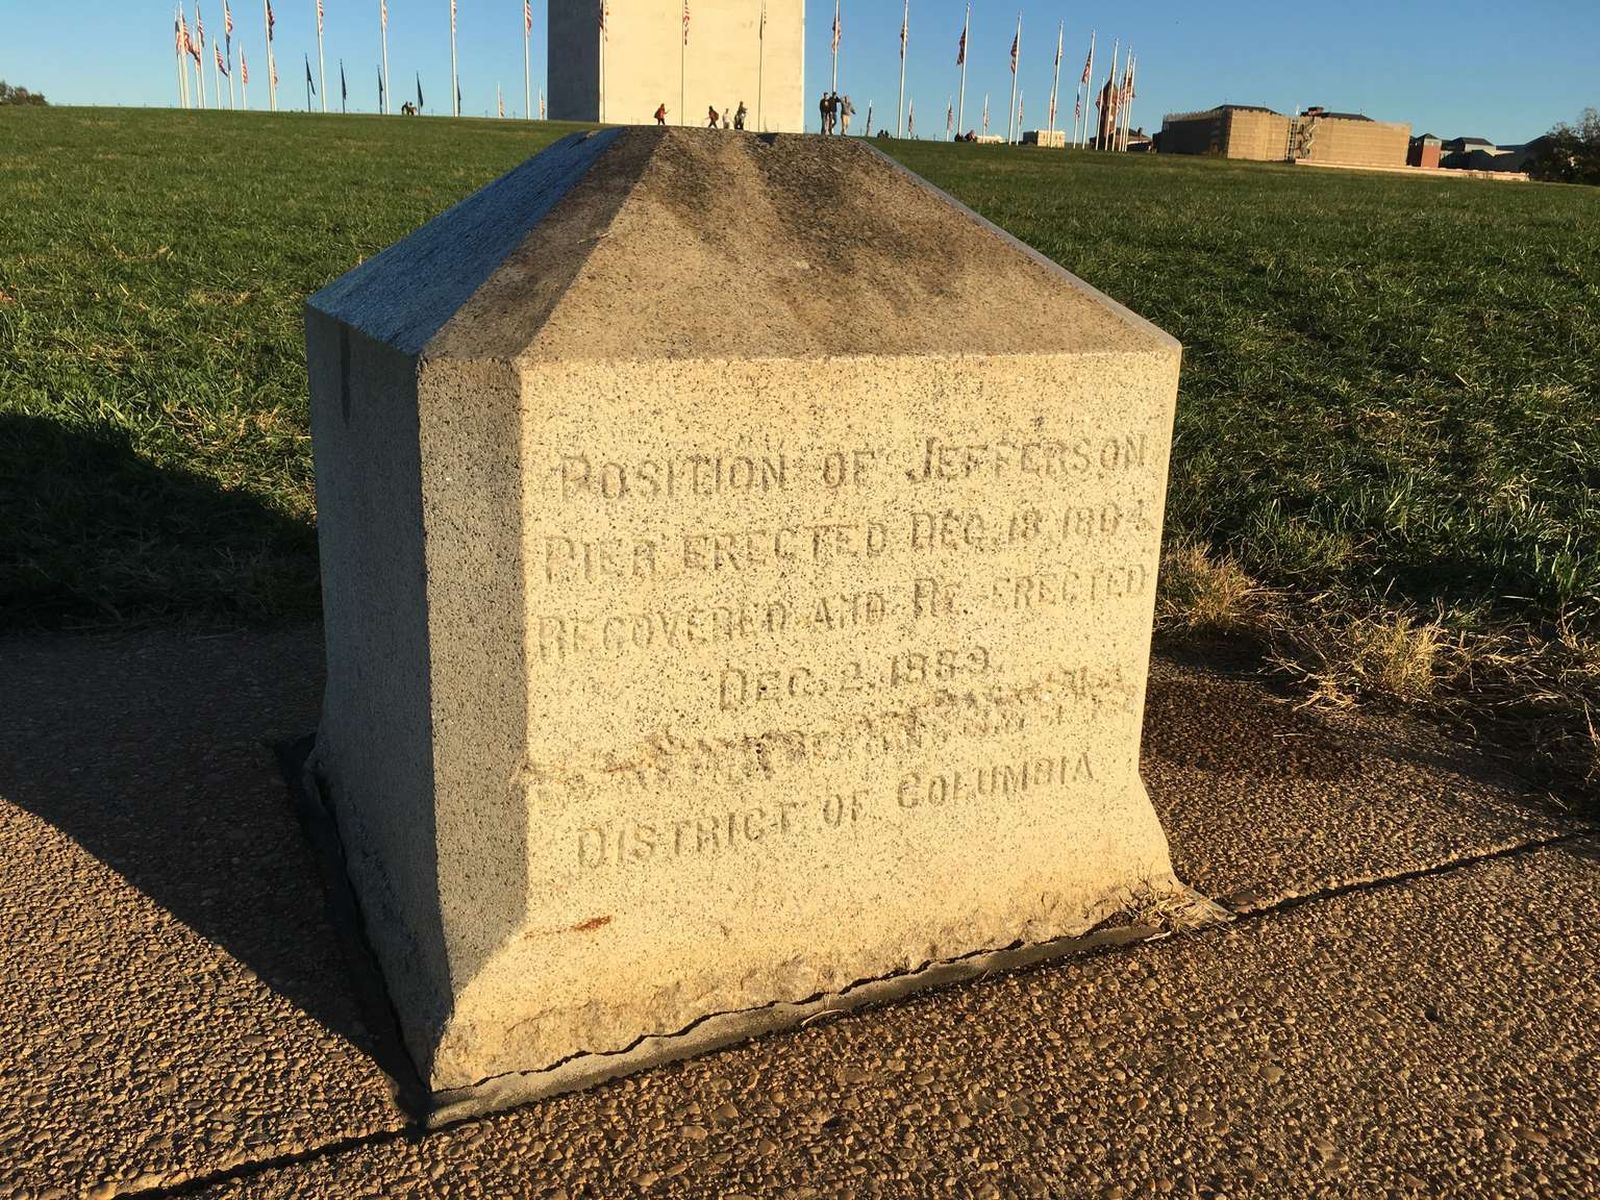 POSITION OF JEFFERSON
PIER ERECTED DEC. 18, 1804.
RECOVERED AND RE-ERECTED
DEC. 2, 1889.
DISTRICT OF COLUMBIA